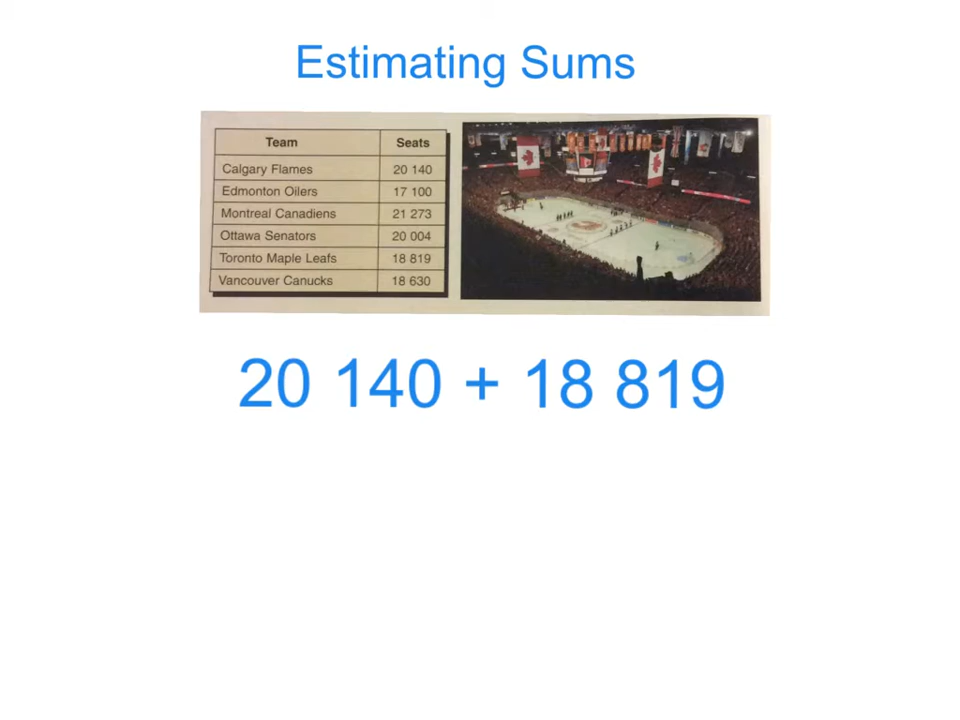 Estimating Sums
Team Seats
Calgary Flames 20 140
Edmonton Oilers 17 100
Montreal Canadiens 21 273
Ottawa Senators 20 004
Toronto Maple Leafs 18 819
Vancouver Canucks 18 630
20 140 + 18 819